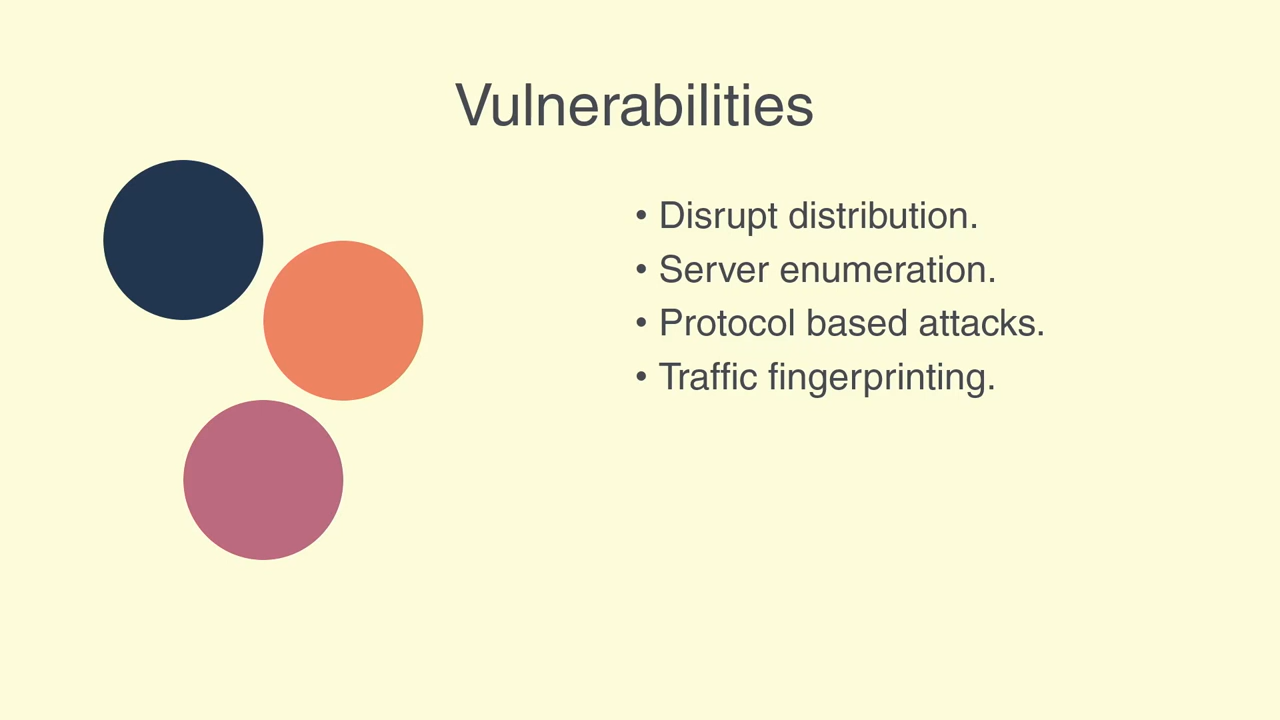 Vulnerabilities
• Disrupt distribution.
• Server enumeration.
• Protocol based attacks.
• Traffic fingerprinting.